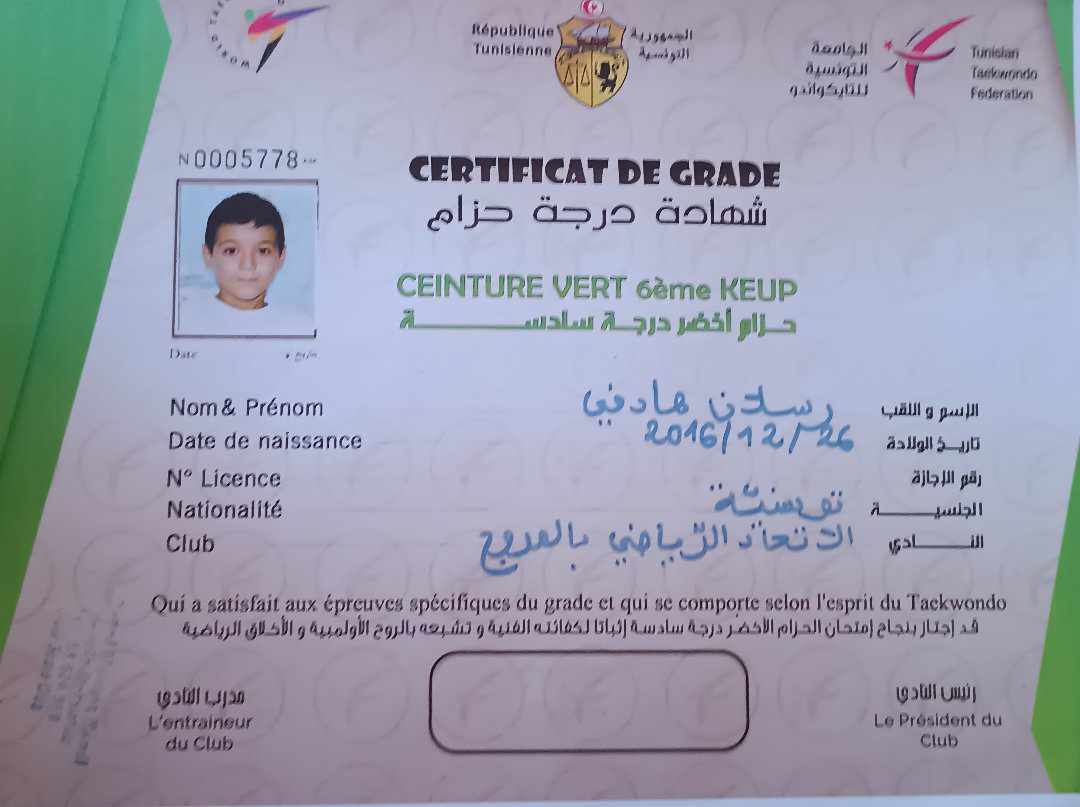 République
Tunisienne
الجمهورية
التونسية
الجامعة
التونسية
للتايكواندو
Tunisian
Taekwondo
Federation
N 0005778
CERTIFICAT DE GRADE
شهادة درجة حزام
CEINTURE VERT 6ème KEUP
حزام أخضر درجة سادسة
Date
Nom & Prénom رسلان هادفي الإسم و اللقب
Date de naissance 2016/12/26 تاريخ الولادة
N° Licence رقم الإجازة
Nationalité تونسية الجنسية
Club الاتحاد الرّياضي بالمروج النادي
Qui a satisfait aux épreuves spécifiques du grade et qui se comporte selon l'esprit du Taekwondo
قد إجتاز بنجاح إمتحان الحزام الأخضر درجة سادسة إثباتا لكفائته الفنية و تشبعه بالروح الأولمبية و الأخلاق الرياضية
مدرب النادي
L'entraineur
du Club
رئيس النادي
Le Président du
Club